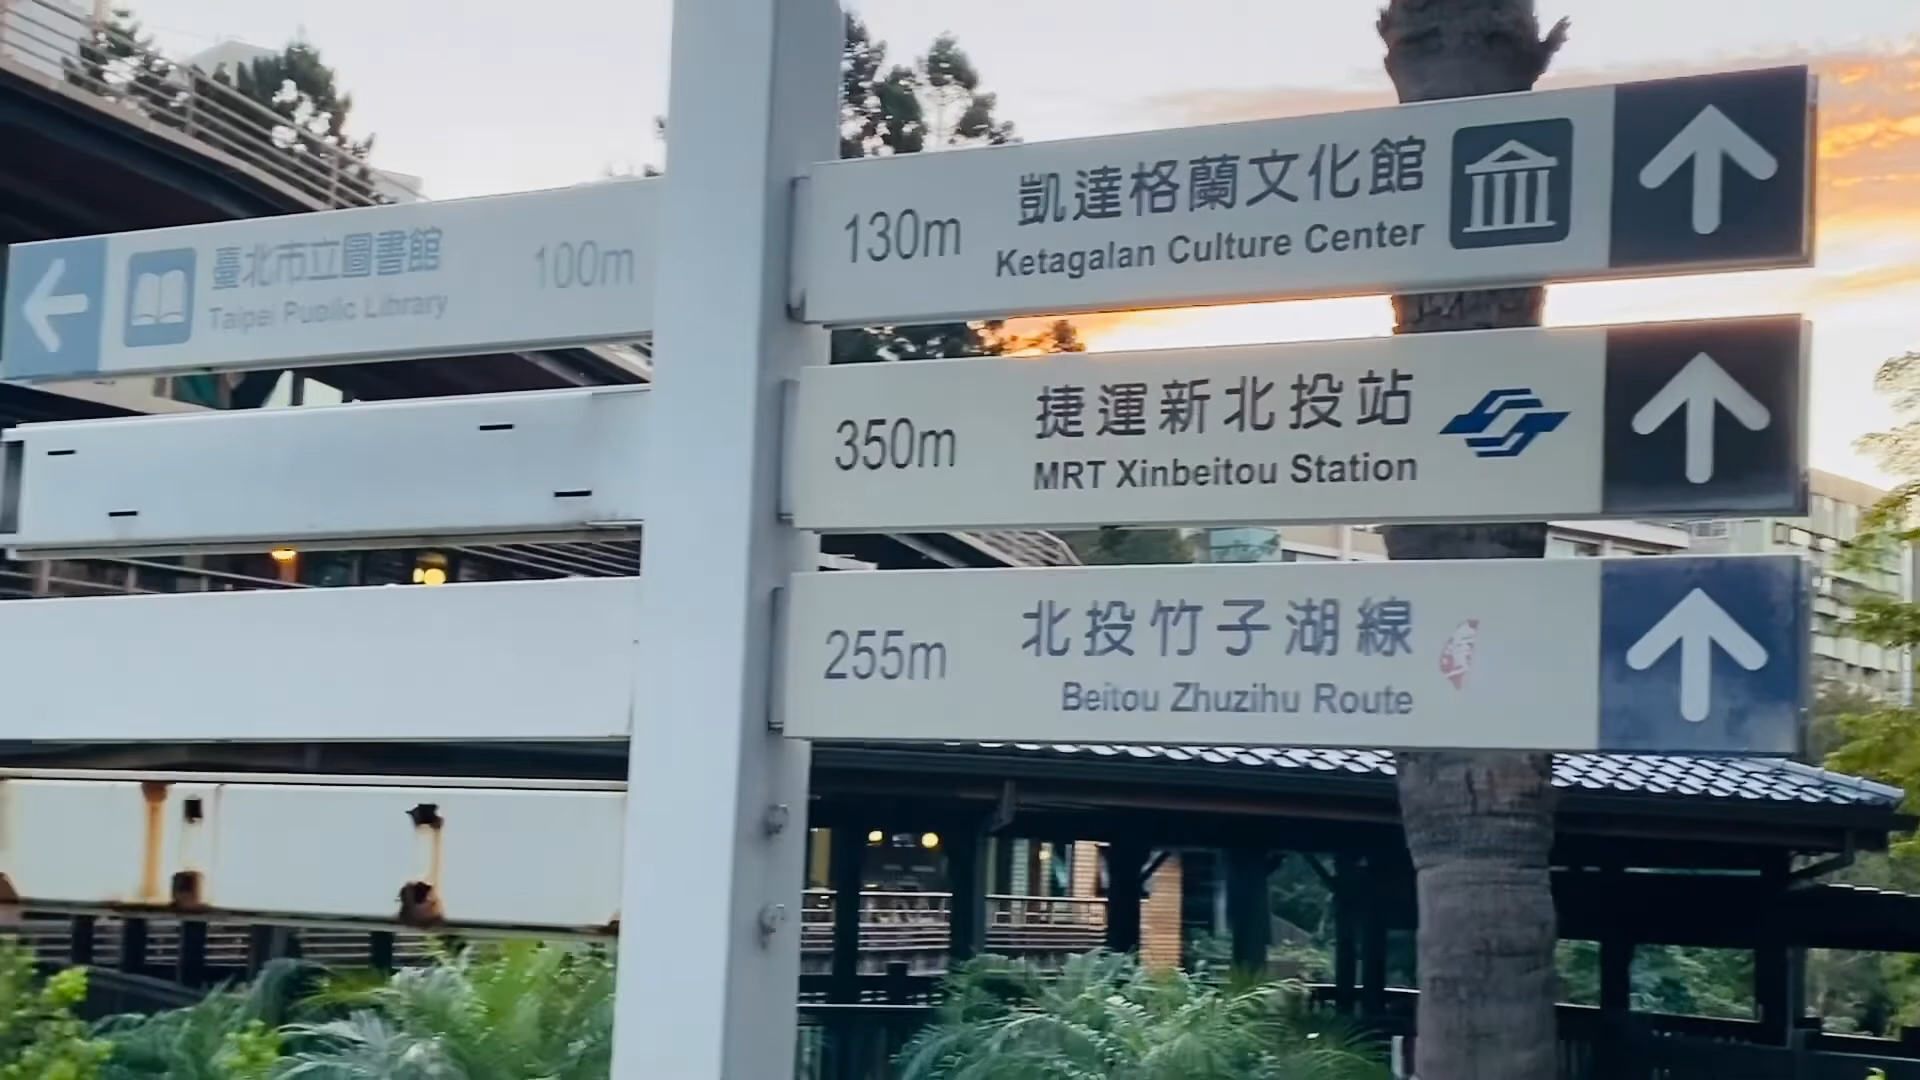 臺北市立圖書館
Taipei Public Library
100m
130m
凱達格蘭文化館
Ketagalan Culture Center
350m
捷運新北投站
MRT Xinbeitou Station
255m
北投竹子湖線
Beitou Zhuzihu Route